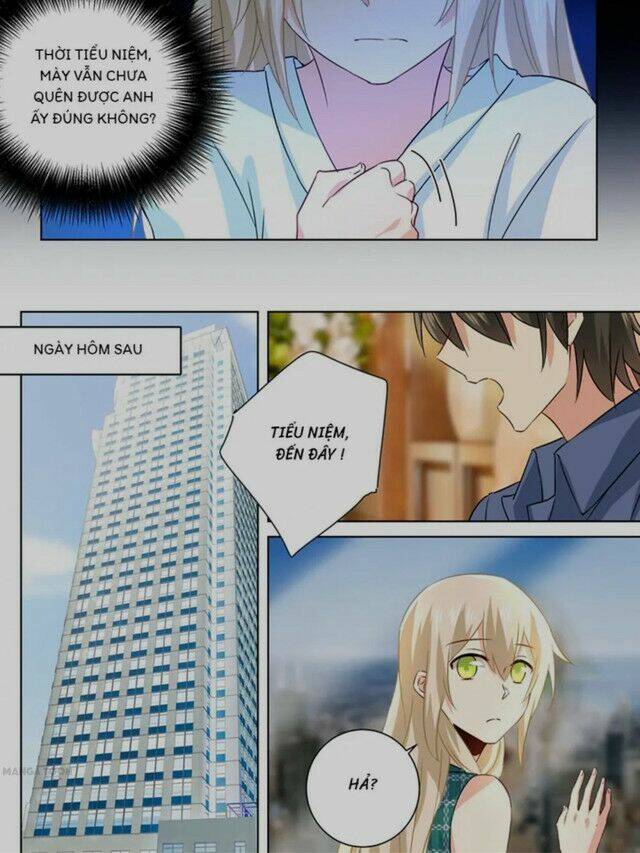 THỜI TIỂU NIỆM,
MÀY VẪN CHƯA
QUÊN ĐƯỢC ANH
ẤY ĐÚNG KHÔNG?
NGÀY HÔM SAU
TIỂU NIỆM,
ĐẾN ĐÂY !
HẢ?
MANGATOON